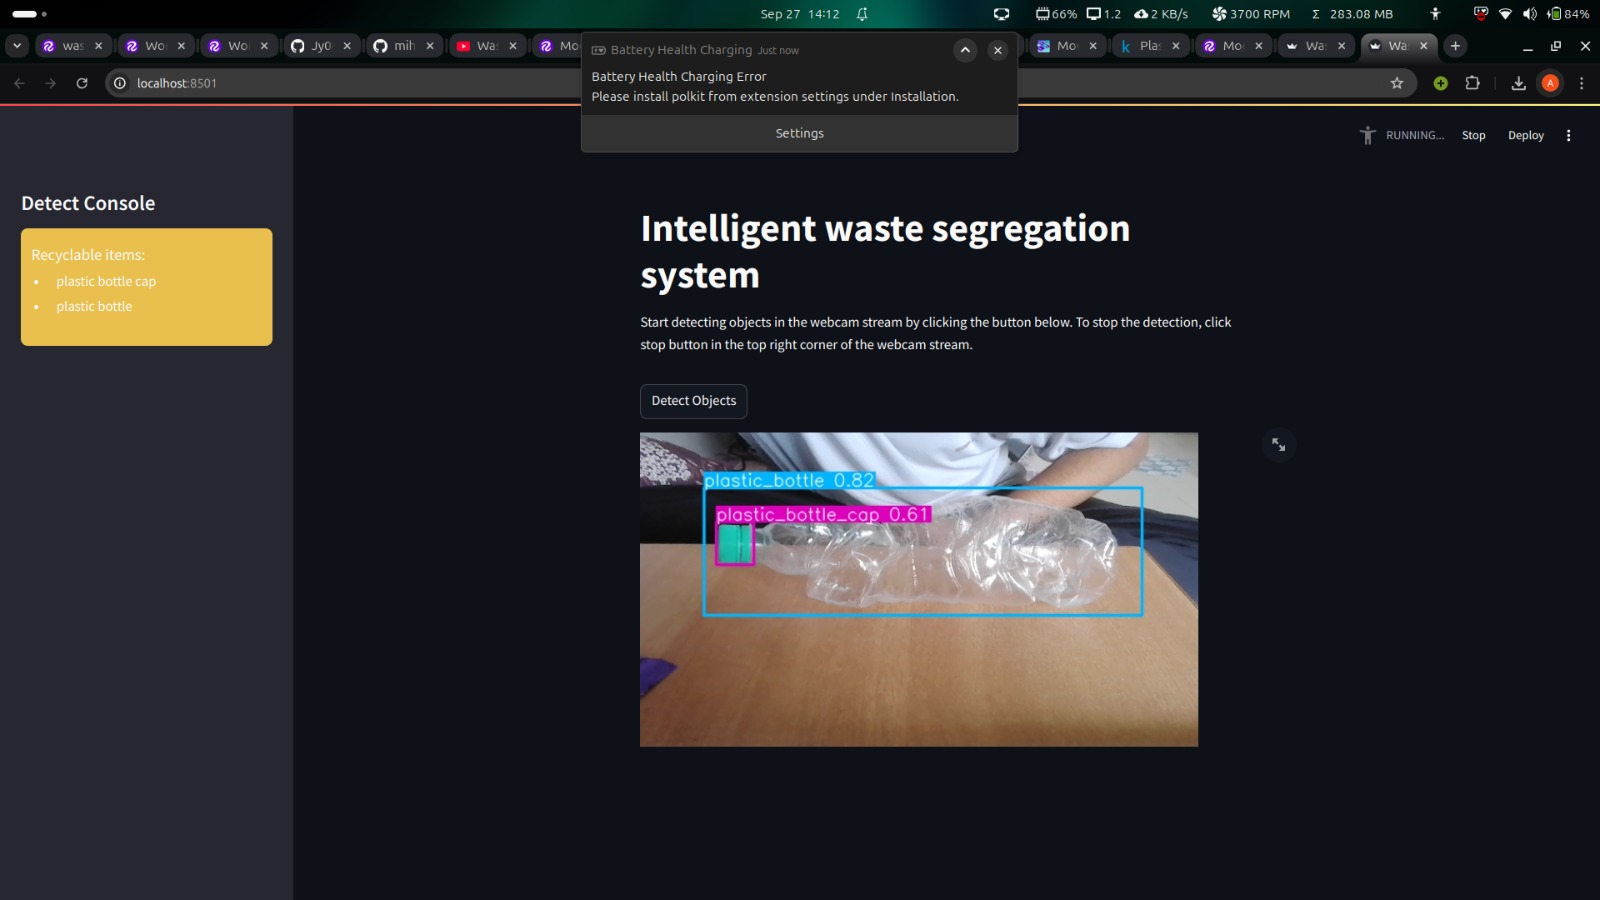 Sep 27 14:12
66% 1.2 2 KB/s 3700 RPM Σ 283.08 MB 84%
was Wo Wo Jy0 mih Wa: Mo Mo Pla: Mo Wa: Wa:
localhost:8501
Battery Health Charging Just now
Battery Health Charging Error
Please install polkit from extension settings under Installation.
Settings
RUNNING... Stop Deploy
Detect Console
Recyclable items:
• plastic bottle cap
• plastic bottle
Intelligent waste segregation
system
Start detecting objects in the webcam stream by clicking the button below. To stop the detection, click
stop button in the top right corner of the webcam stream.
Detect Objects
plastic_bottle 0.82
plastic_bottle_cap 0.61
A